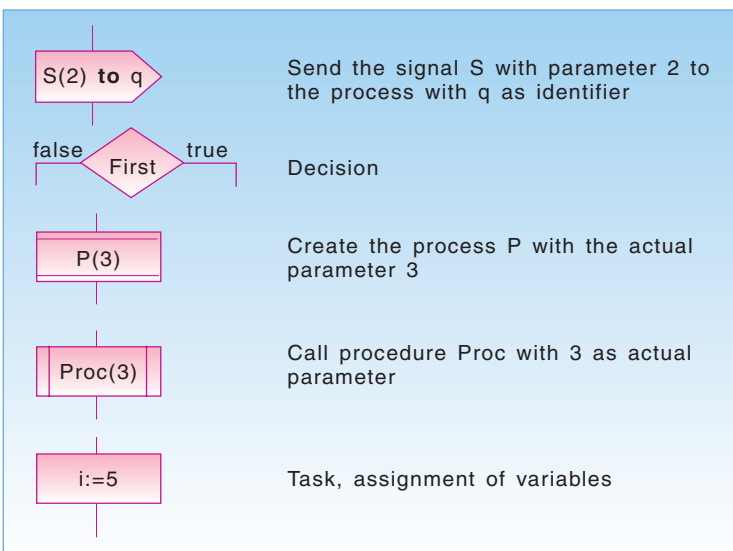 S(2) to q
Send the signal S with parameter 2 to
the process with q as identifier
false
true
First
Decision
P(3)
Create the process P with the actual
parameter 3
Proc(3)
Call procedure Proc with 3 as actual
parameter
i:=5
Task, assignment of variables